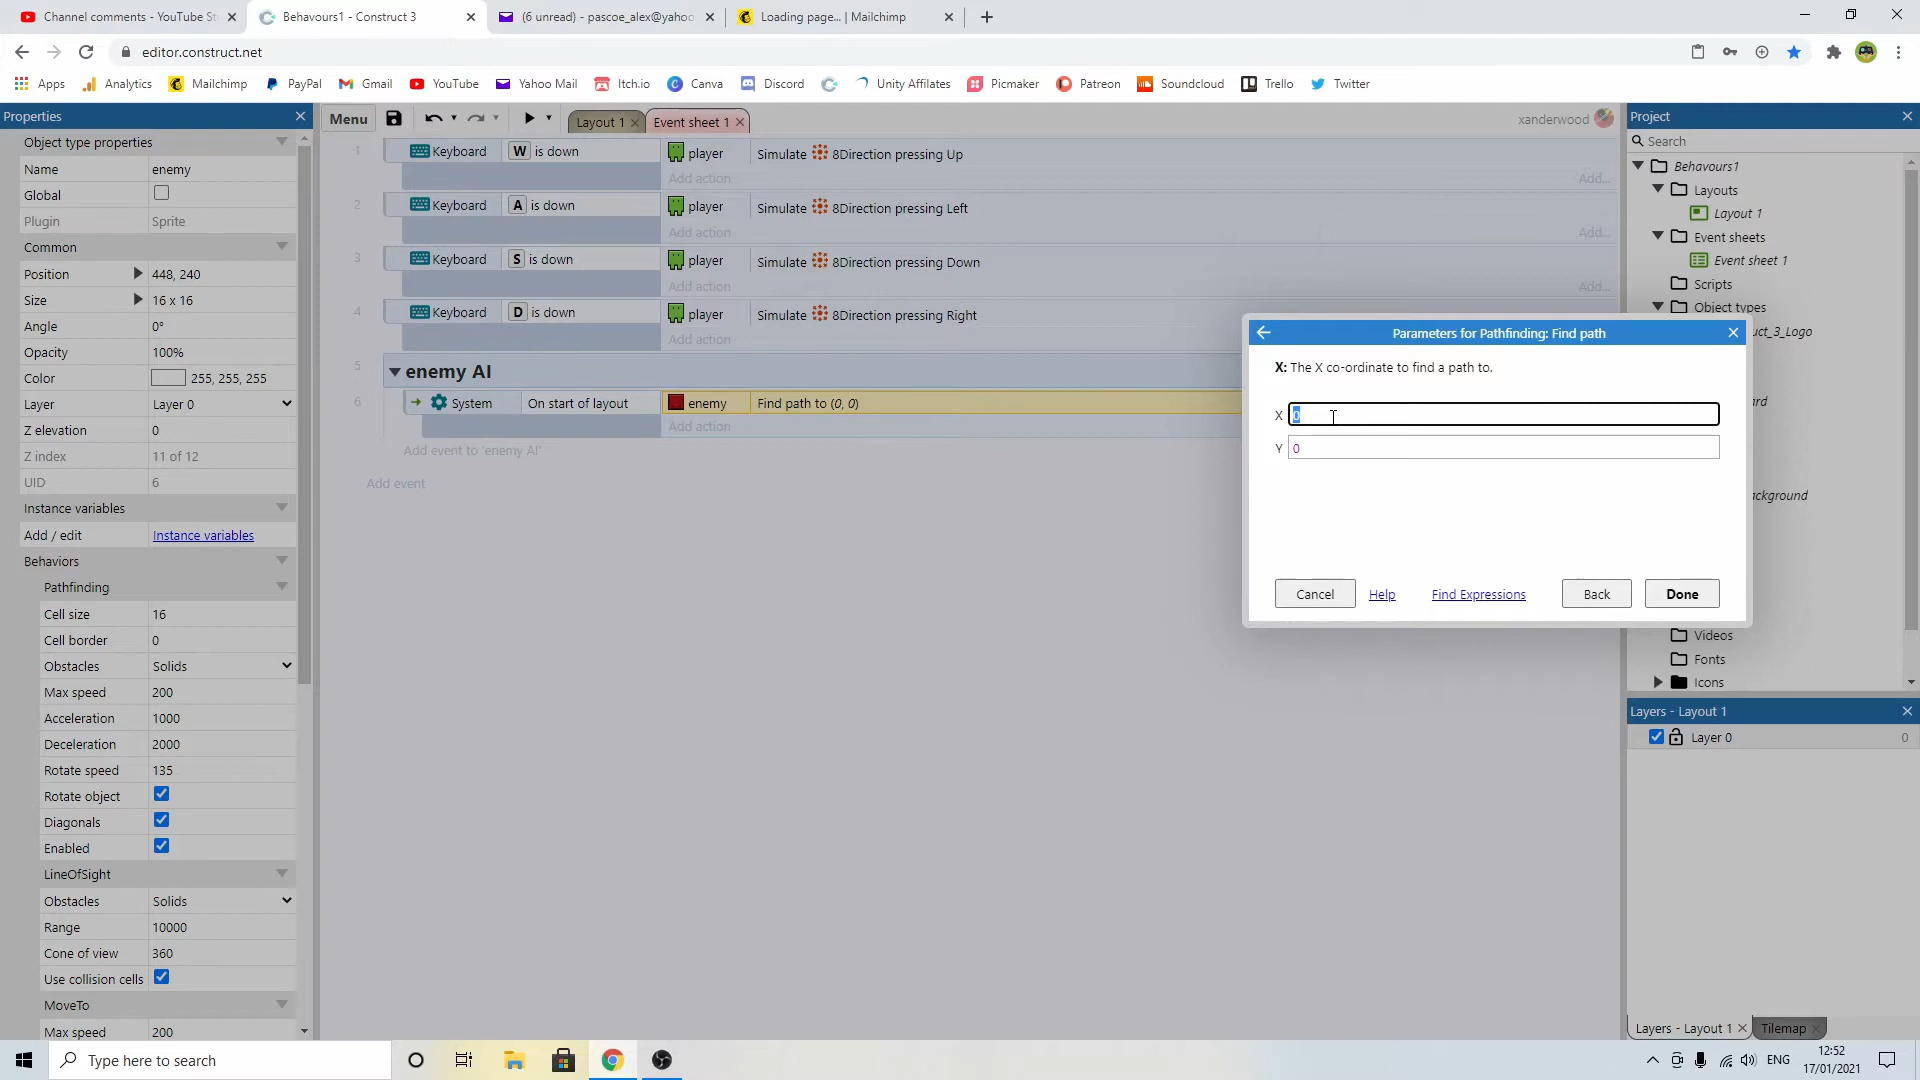 Channel comments - YouTube St
Behavours1 - Construct 3
(6 unread) - pascoe_alex@yahoo
Loading page... | Mailchimp
editor.construct.net
Apps
Analytics
Mailchimp
PayPal
Gmail
YouTube
Yahoo Mail
Itch.io
Canva
Discord
Unity Affilates
Picmaker
Patreon
Soundcloud
Trello
Twitter
Properties
Object type properties
Name enemy
Global
Plugin Sprite
Common
Position 448, 240
Size 16 x 16
Angle 0°
Opacity 100%
Color 255, 255, 255
Layer Layer 0
Z elevation 0
Z index 11 of 12
UID 6
Instance variables
Add / edit Instance variables
Behaviors
Pathfinding
Cell size 16
Cell border 0
Obstacles Solids
Max speed 200
Acceleration 1000
Deceleration 2000
Rotate speed 135
Rotate object
Diagonals
Enabled
LineOfSight
Obstacles Solids
Range 10000
Cone of view 360
Use collision cells
MoveTo
Max speed 200
Menu
Layout 1
Event sheet 1
xanderwood
1 Keyboard W is down player Simulate 8Direction pressing Up
Add action Add...
2 Keyboard A is down player Simulate 8Direction pressing Left
Add action Add...
3 Keyboard S is down player Simulate 8Direction pressing Down
Add action Add...
4 Keyboard D is down player Simulate 8Direction pressing Right
Add action
5 enemy AI
6 System On start of layout enemy Find path to (0, 0)
Add action
Add event to 'enemy AI'
Add event
Parameters for Pathfinding: Find path
X: The X co-ordinate to find a path to.
X 0
Y 0
Cancel
Help
Find Expressions
Back
Done
Project
Search
Behavours1
Layouts
Layout 1
Event sheets
Event sheet 1
Scripts
Object types
uct_3_Logo
ard
ackground
Videos
Fonts
Icons
Layers - Layout 1
Layer 0 0
Layers - Layout 1
Tilemap
Type here to search
ENG
12:52
17/01/2021